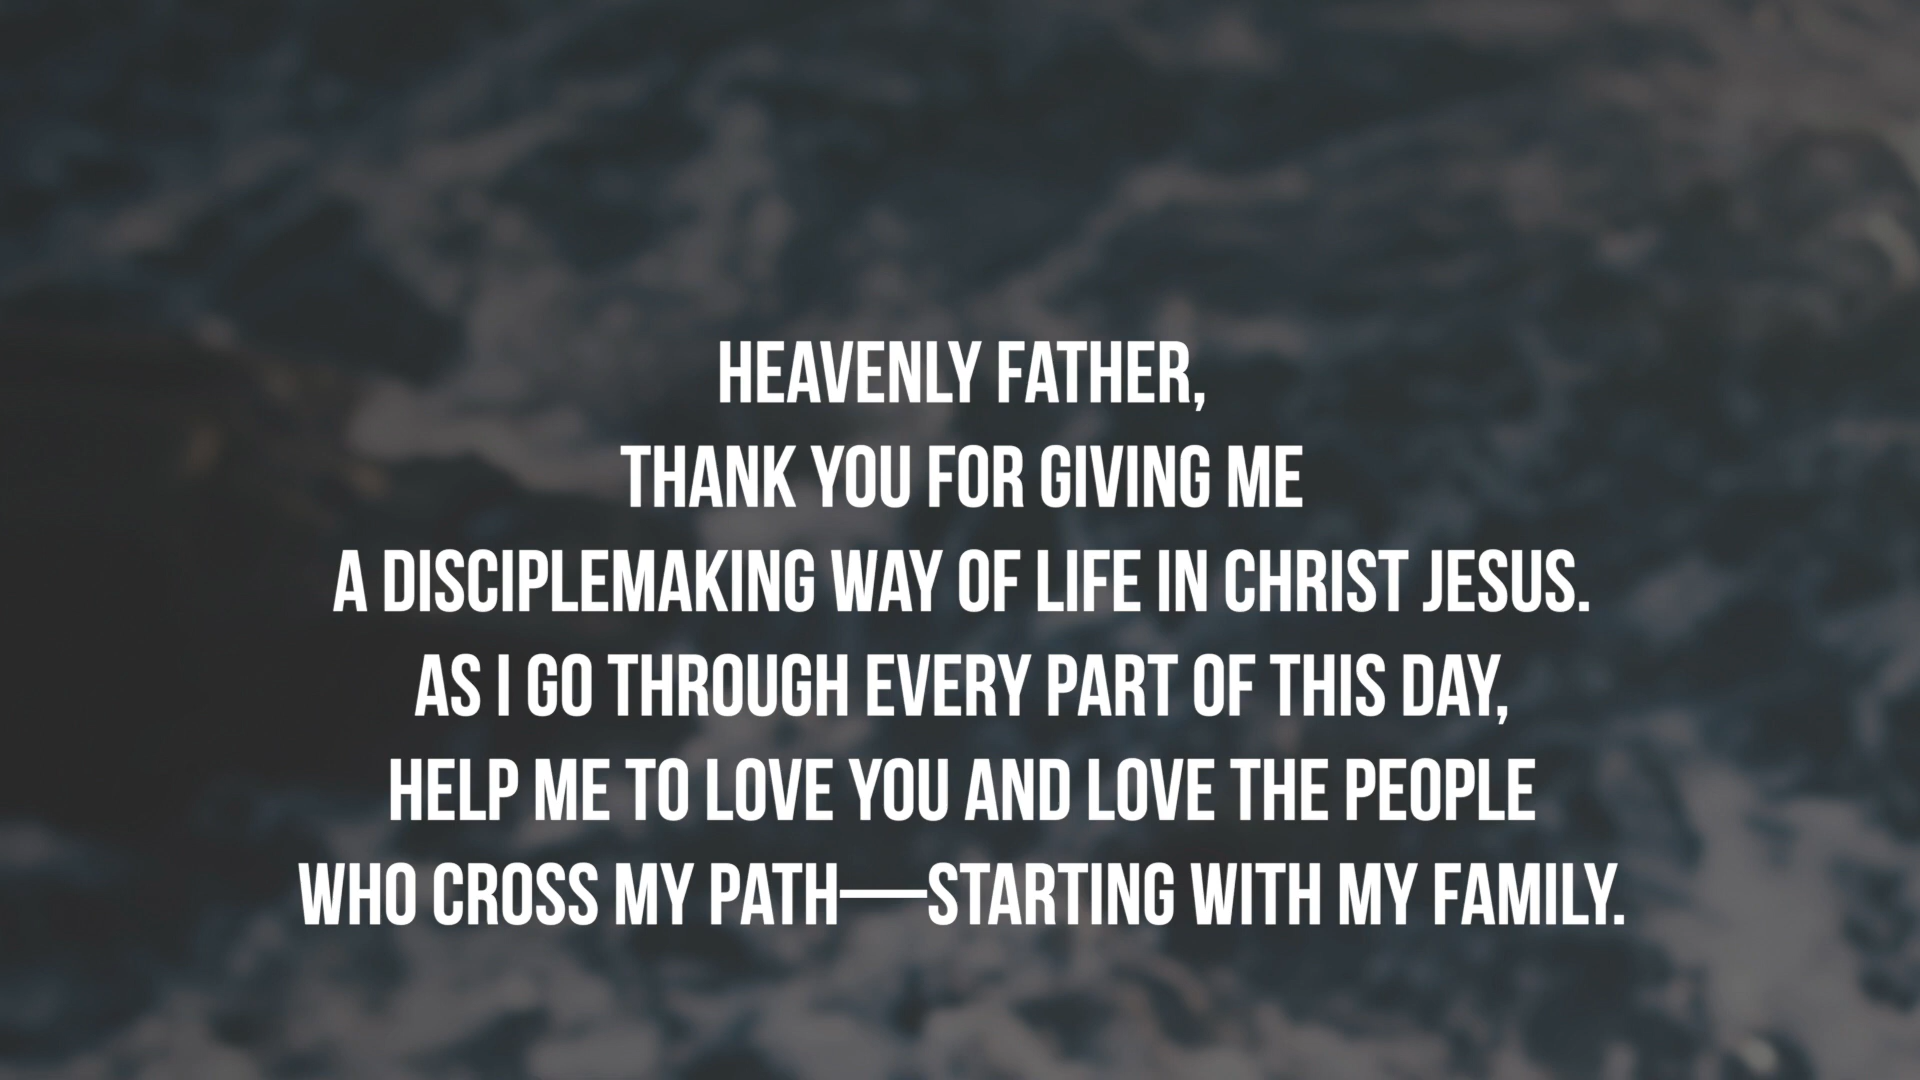 HEAVENLY FATHER,
THANK YOU FOR GIVING ME
A DISCIPLEMAKING WAY OF LIFE IN CHRIST JESUS.
AS I GO THROUGH EVERY PART OF THIS DAY,
HELP ME TO LOVE YOU AND LOVE THE PEOPLE
WHO CROSS MY PATH—STARTING WITH MY FAMILY.